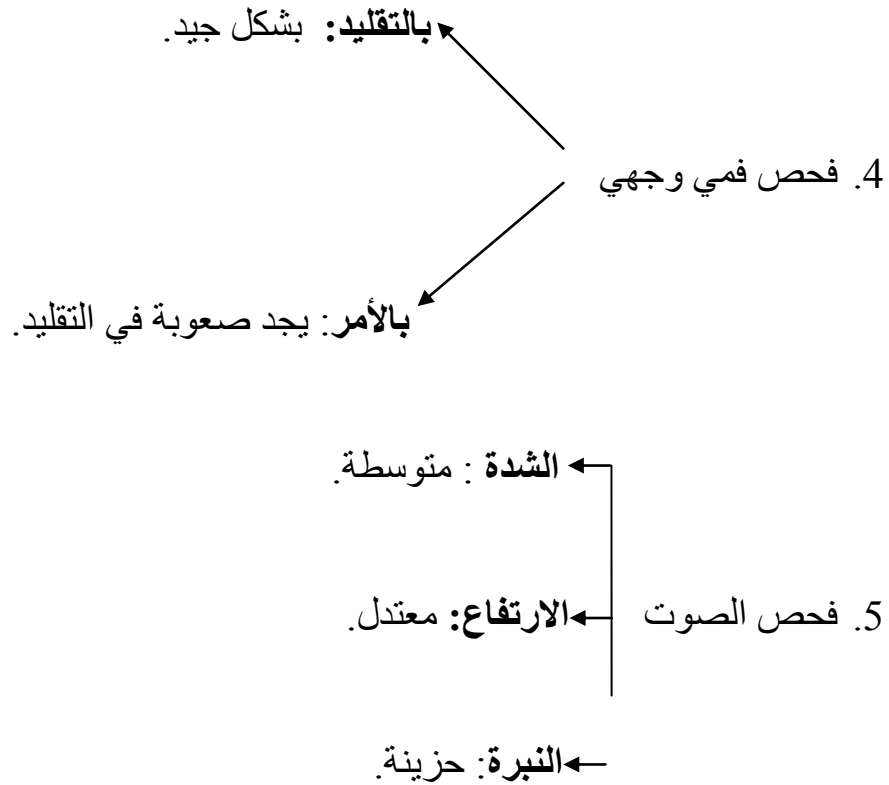 بالتقليد: بشكل جيد.
4. فحص فمي وجهي
بالأمر: يجد صعوبة في التقليد.
الشدة : متوسطة.
5. فحص الصوت
الارتفاع: معتدل.
النبرة: حزينة.